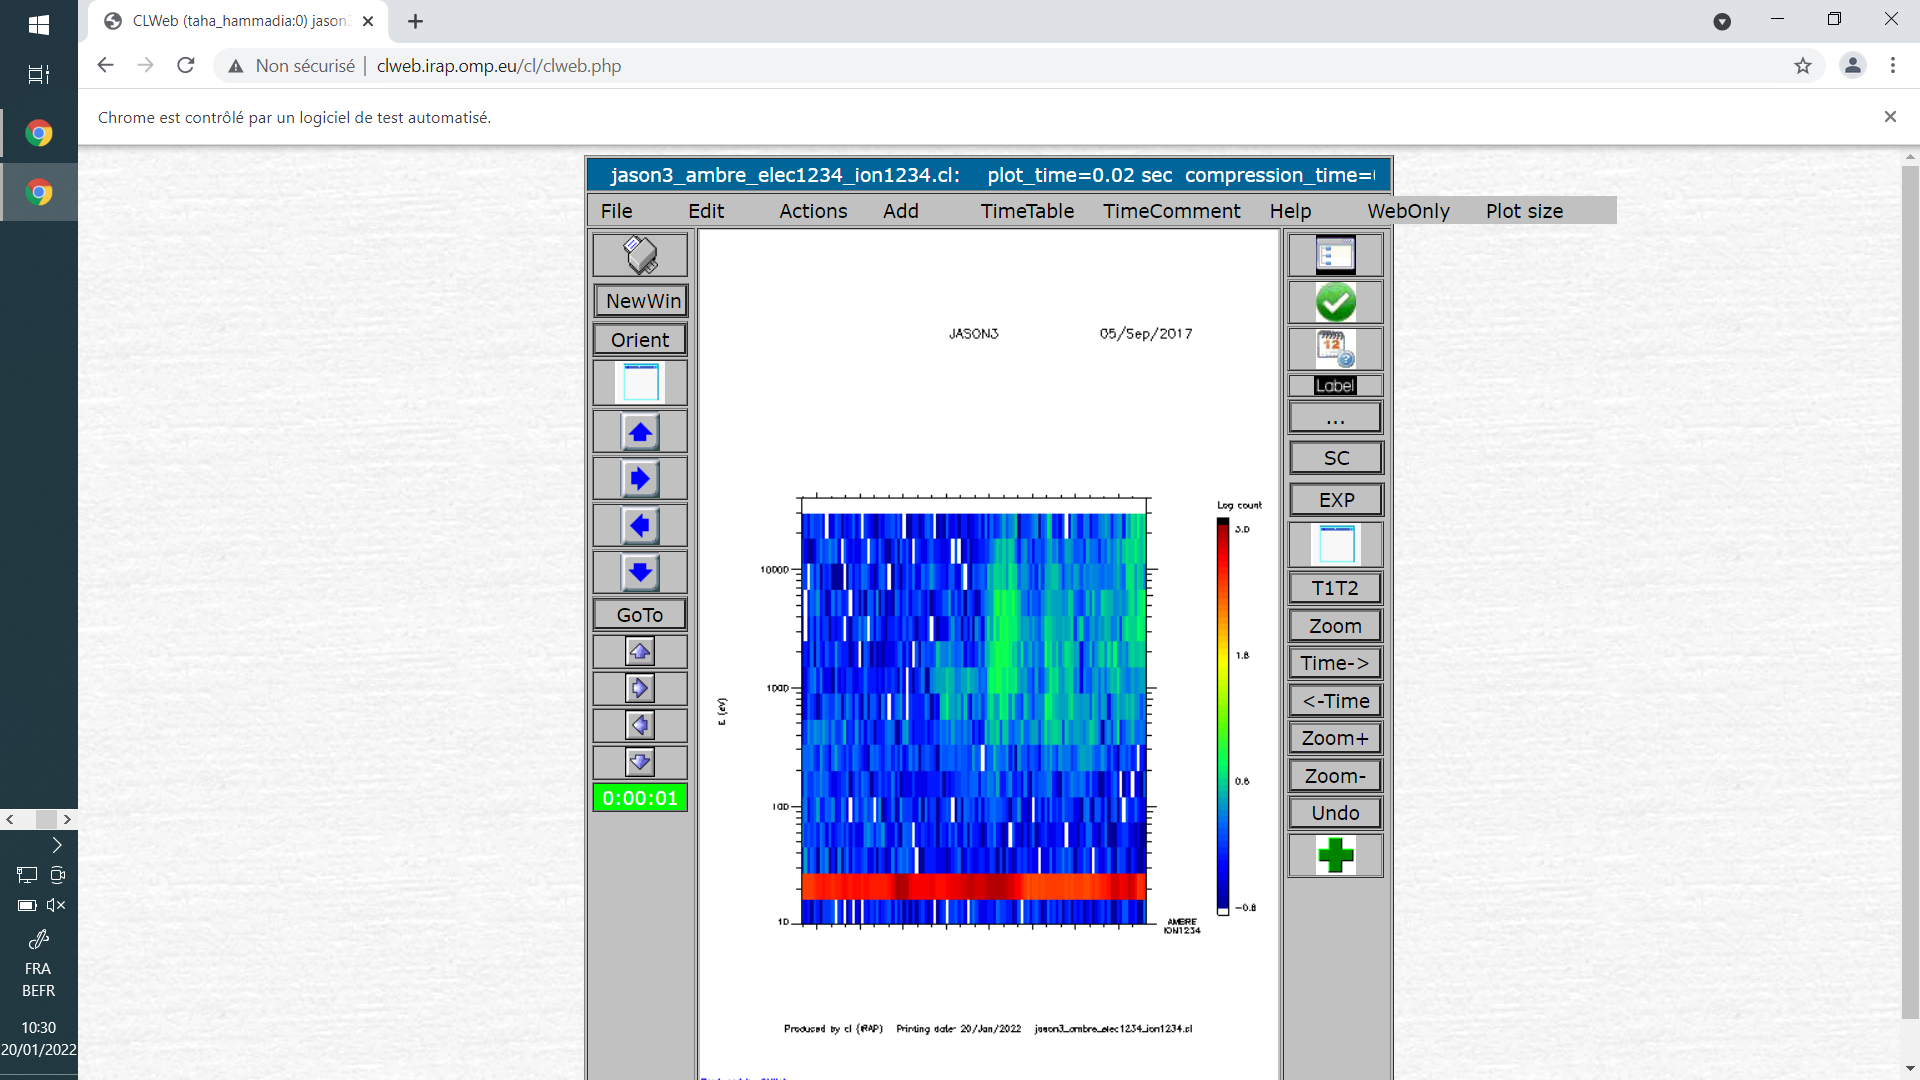 CLWeb (taha_hammadia:0) jason
Non sécurisé | clweb.irap.omp.eu/cl/clweb.php
Chrome est contrôlé par un logiciel de test automatisé.
jason3_ambre_elec1234_ion1234.cl: plot_time=0.02 sec compression_time=
File Edit Actions Add TimeTable TimeComment Help WebOnly Plot size
NewWin
Orient
GoTo
0:00:01
JASON3 05/Sep/2017
Log count
3.0
1.8
0.6
-0.8
10000
1000
100
10
E (eV)
AMBRE
ION1234
Produced by cl (IRAP) Printing date: 20/Jan/2022 jason3_ambre_elec1234_ion1234.cl
12
Label
...
SC
EXP
T1T2
Zoom
Time->
<-Time
Zoom+
Zoom-
Undo
FRA
BEFR
10:30
20/01/2022